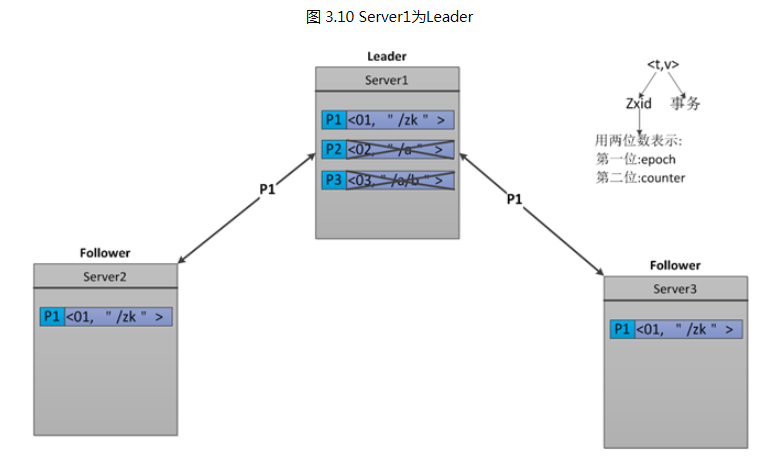 图 3.10 Server1为Leader
Leader
Server1
P1 <01, "/zk" >
P2 <02, "/a" >
P3 <03, "/a/b" >
<t,v>
Zxid 事务
用两位数表示:
第一位:epoch
第二位:counter
P1
P1
Follower
Server2
P1 <01, "/zk" >
Follower
Server3
P1 <01, "/zk" >